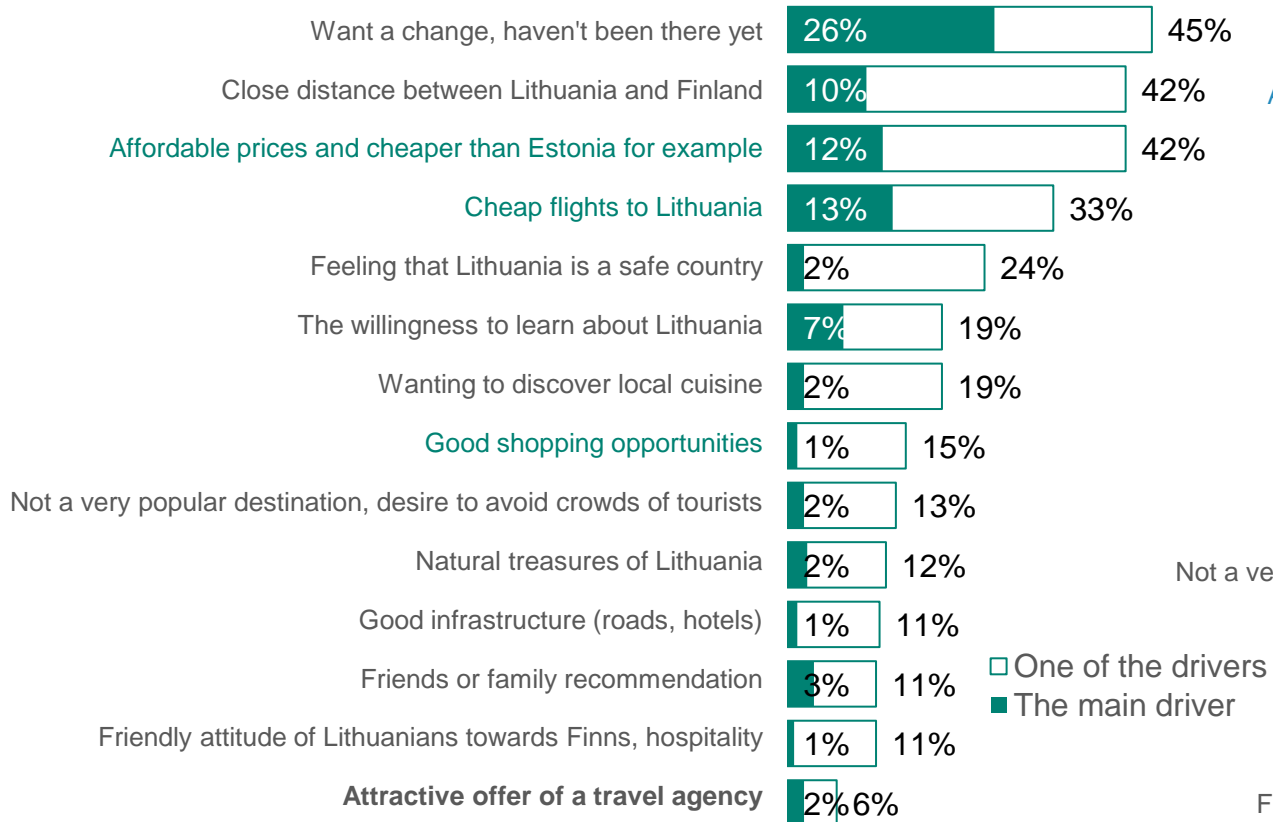 Want a change, haven't been there yet 26% 45%
Close distance between Lithuania and Finland 10% 42%
Affordable prices and cheaper than Estonia for example 12% 42%
Cheap flights to Lithuania 13% 33%
Feeling that Lithuania is a safe country 2% 24%
The willingness to learn about Lithuania 7% 19%
Wanting to discover local cuisine 2% 19%
Good shopping opportunities 1% 15%
Not a very popular destination, desire to avoid crowds of tourists 2% 13%
Natural treasures of Lithuania 2% 12%
Not a ve
Good infrastructure (roads, hotels) 1% 11%
One of the drivers
Friends or family recommendation 3% 11%
The main driver
Friendly attitude of Lithuanians towards Finns, hospitality 1% 11%
Attractive offer of a travel agency 2% 6%
F